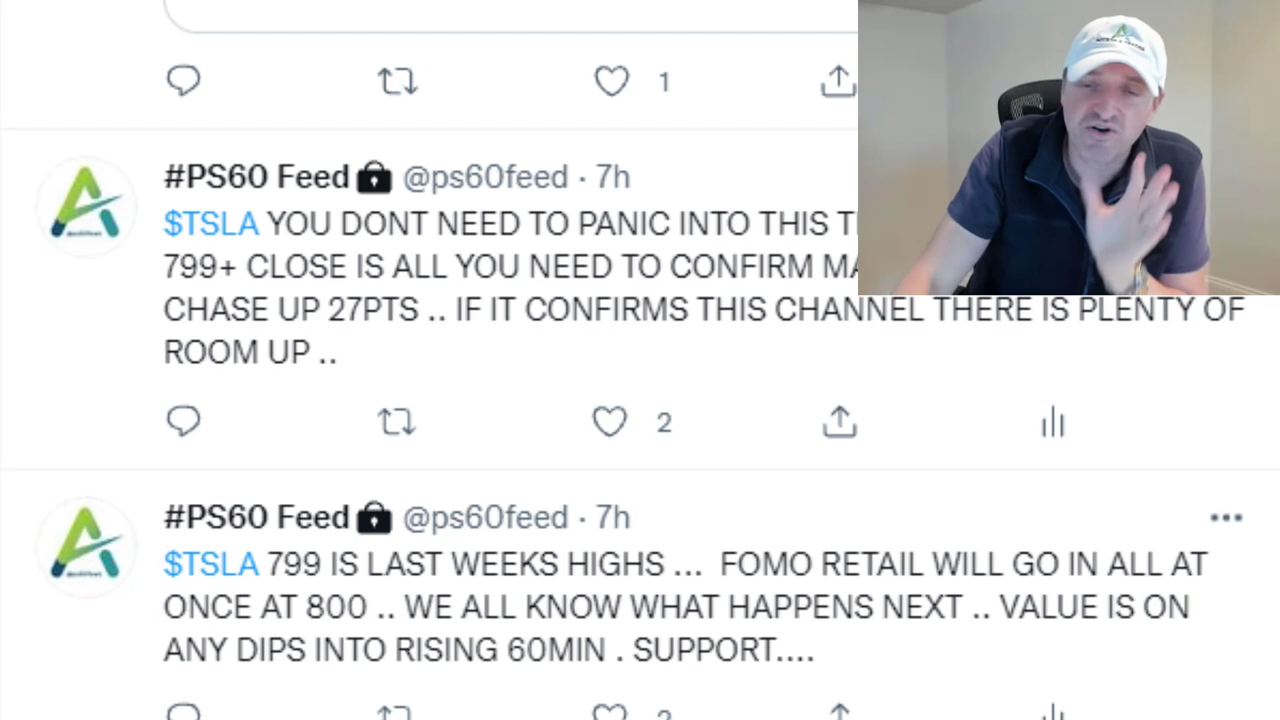 1
#PS60 Feed @ps60feed · 7h
$TSLA YOU DONT NEED TO PANIC INTO THIS
799+ CLOSE IS ALL YOU NEED TO CONFIRM
CHASE UP 27PTS .. IF IT CONFIRMS THIS CHANNEL THERE IS PLENTY OF
ROOM UP ..
2
#PS60 Feed @ps60feed · 7h
$TSLA 799 IS LAST WEEKS HIGHS ... FOMO RETAIL WILL GO IN ALL AT
ONCE AT 800 .. WE ALL KNOW WHAT HAPPENS NEXT .. VALUE IS ON
ANY DIPS INTO RISING 60MIN . SUPPORT....